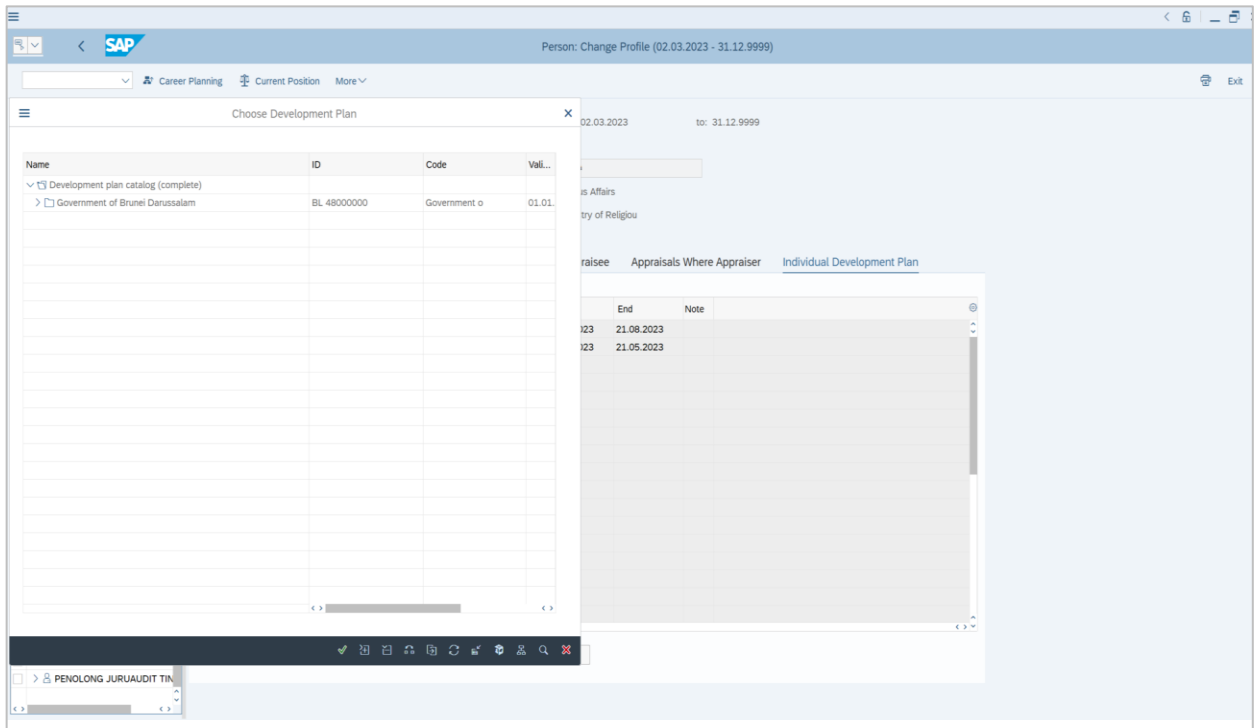 SAP
Person: Change Profile (02.03.2023 - 31.12.9999)
Career Planning Current Position More Exit
Choose Development Plan
02.03.2023 to: 31.12.9999
Name ID Code Vali...
Development plan catalog (complete)
Government of Brunei Darussalam BL 48000000 Government o 01.01.
us Affairs
try of Religiou
raisee Appraisals Where Appraiser Individual Development Plan
End Note
023 21.08.2023
023 21.05.2023
PENOLONG JURUAUDIT TIN